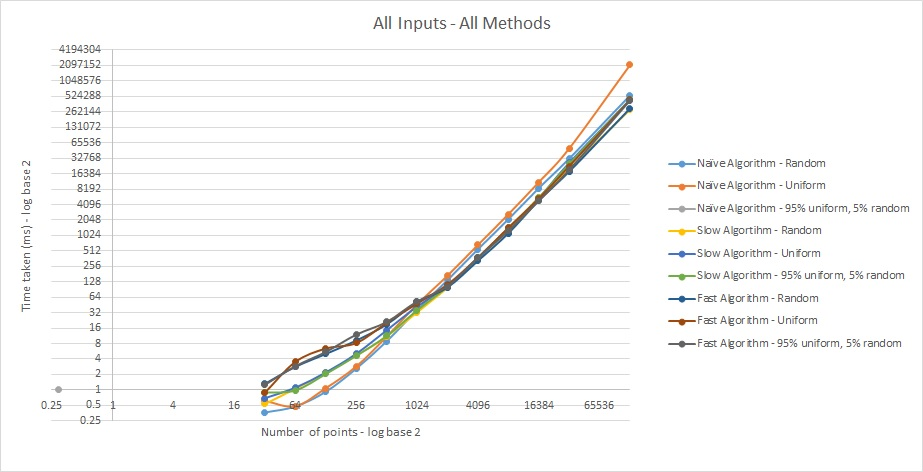 All Inputs - All Methods
4194304
2097152
1048576
524288
262144
131072
65536
32768
16384
8192
4096
2048
1024
512
256
128
64
32
16
8
4
2
1
0.5
0.25
0.25 1 4 16 64 256 1024 4096 16384 65536
Time taken (ms) - log base 2
Number of points - log base 2
Naïve Algorithm - Random
Naïve Algorithm - Uniform
Naïve Algorithm - 95% uniform, 5% random
Slow Algortihm - Random
Slow Algorithm - Uniform
Slow Algorithm - 95% uniform, 5% random
Fast Algorithm - Random
Fast Algorithm - Uniform
Fast Algorithm - 95% uniform, 5% random